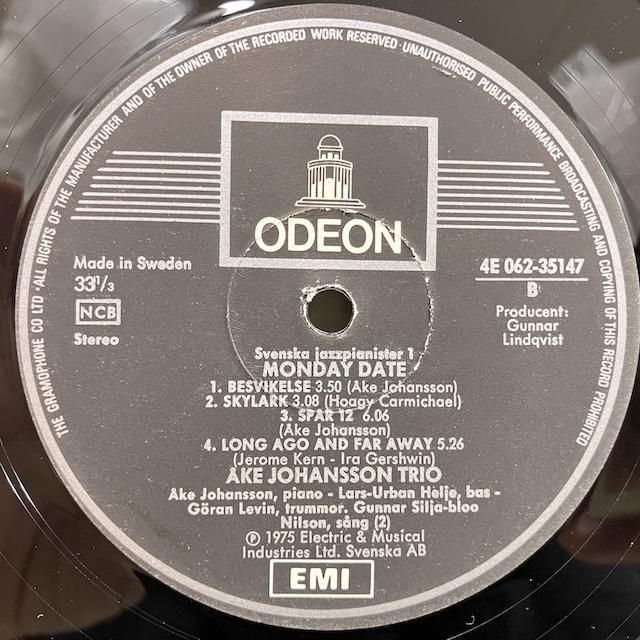 THE GRAMOPHONE CO LTD · ALL RIGHTS OF THE MANUFACTURER AND OF THE OWNER OF THE RECORDED WORK RESERVED · UNAUTHORISED PUBLIC PERFORMANCE BROADCASTING AND COPYING OF THIS RECORD PROHIBITED
ODEON
Made in Sweden
33⅓
NCB
Stereo
4E 062-35147
B
Producent:
Gunnar
Lindqvist
Svenska jazzpianister 1
MONDAY DATE
1. BESVIKELSE 3.50 (Åke Johansson)
2. SKYLARK 3.08 (Hoagy Carmichael)
3. SPÅR 12 6.06
(Åke Johansson)
4. LONG AGO AND FAR AWAY 5.26
(Jerome Kern - Ira Gershwin)
ÅKE JOHANSSON TRIO
Åke Johansson, piano - Lars-Urban Helje, bas -
Göran Levin, trummor. Gunnar Silja-bloo
Nilson, sång (2)
℗ 1975 Electric & Musical
Industries Ltd. Svenska AB
EMI